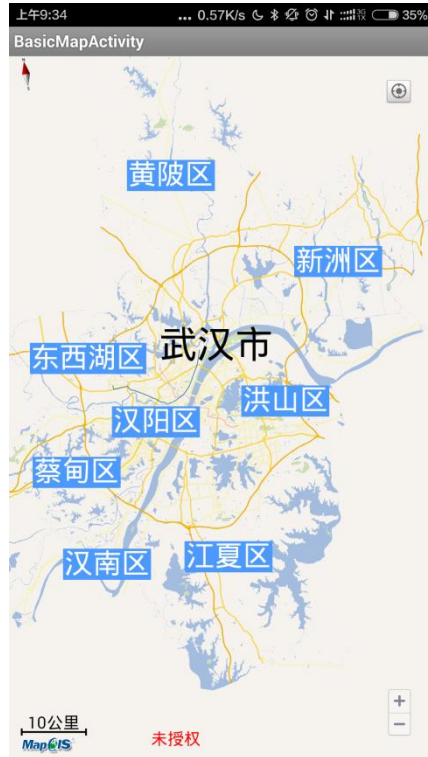 上午9:34 ... 0.57K/s 3G 1X 35%
BasicMapActivity
黄陂区
新洲区
武汉市
东西湖区
洪山区
汉阳区
蔡甸区
江夏区
汉南区
10公里
+
−
MapGIS
未授权